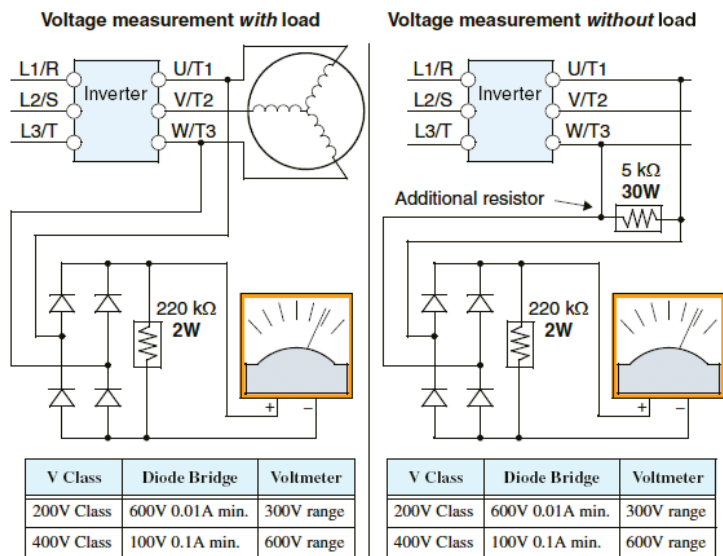 Voltage measurement with load
L1/R
L2/S
L3/T
Inverter
U/T1
V/T2
W/T3
220 kΩ
2W
+ −
V Class Diode Bridge Voltmeter
200V Class 600V 0.01A min. 300V range
400V Class 100V 0.1A min. 600V range
Voltage measurement without load
L1/R
L2/S
L3/T
Inverter
U/T1
V/T2
W/T3
5 kΩ
30W
Additional resistor
220 kΩ
2W
+ −
V Class Diode Bridge Voltmeter
200V Class 600V 0.01A min. 300V range
400V Class 100V 0.1A min. 600V range